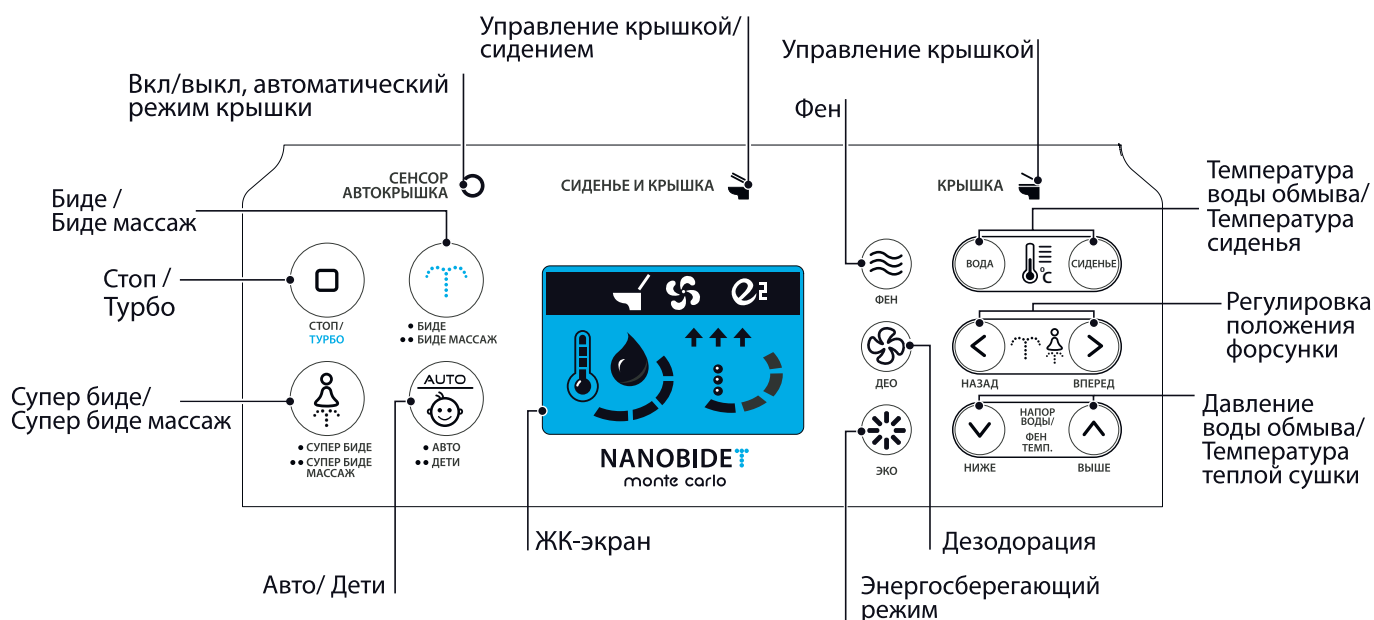 Управление крышкой/
сидением
Управление крышкой
Вкл/выкл, автоматический
режим крышки
Фен
Биде /
Биде массаж
Стоп /
Турбо
Супер биде/
Супер биде массаж
СЕНСОР
АВТОКРЫШКА
СИДЕНЬЕ И КРЫШКА
КРЫШКА
Температура
воды обмыва/
Температура
сиденья
Регулировка
положения
форсунки
Давление
воды обмыва/
Температура
теплой сушки
СТОП/
ТУРБО
• БИДЕ
•• БИДЕ МАССАЖ
• СУПЕР БИДЕ
•• СУПЕР БИДЕ
МАССАЖ
AUTO
• АВТО
•• ДЕТИ
e2
NANOBIDET
monte carlo
ФЕН
ДЕО
ЭКО
ВОДА
°C
СИДЕНЬЕ
НАЗАД
ВПЕРЕД
НАПОР
ВОДЫ/
ФЕН
ТЕМП.
НИЖЕ
ВЫШЕ
ЖК-экран
Авто/ Дети
Дезодорация
Энергосберегающий
режим